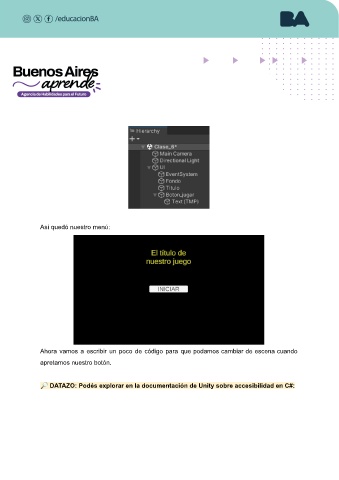 /educacionBA
BA
Buenos Aires
aprende
Agencia de Habilidades para el Futuro
Hierarchy
Clase_6*
Main Camera
Directional Light
UI
EventSystem
Fondo
Titulo
Boton_jugar
Text (TMP)
Así quedó nuestro menú:
El título de
nuestro juego
INICIAR
Ahora vamos a escribir un poco de código para que podamos cambiar de escena cuando
apretamos nuestro botón.
🔎 DATAZO: Podés explorar en la documentación de Unity sobre accesibilidad en C#: